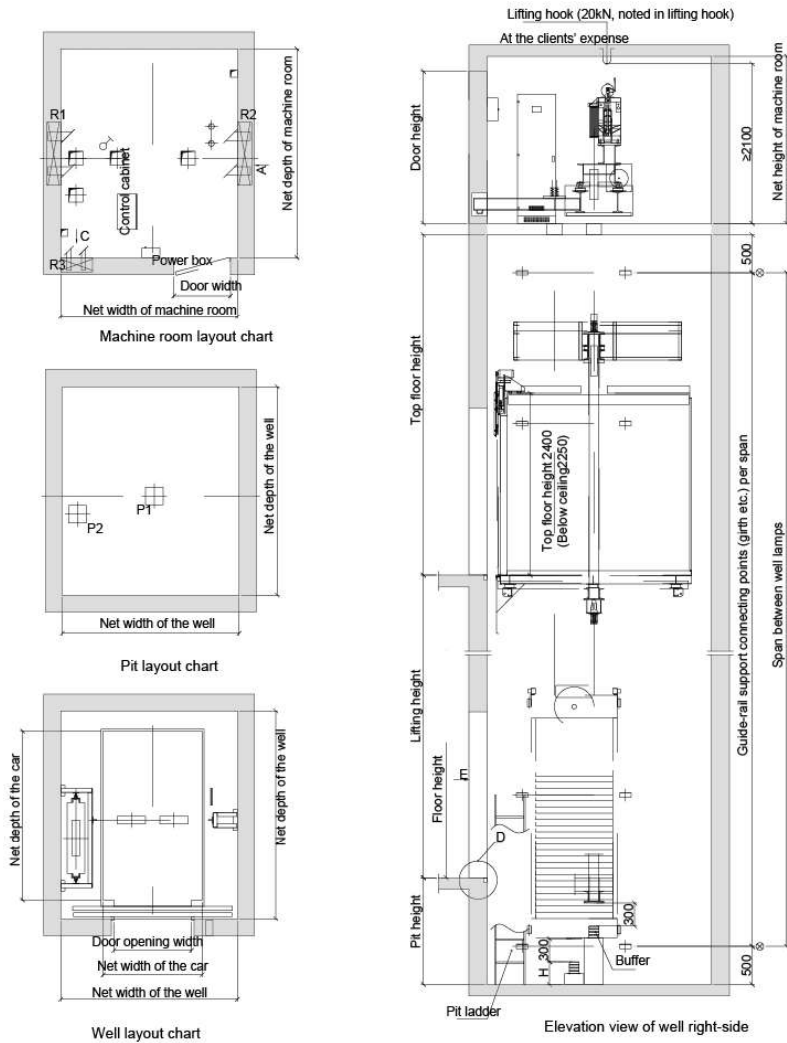 R1
R2
A
Control cabinet
C
R3
Power box
Door width
Net depth of machine room
Net width of machine room
Machine room layout chart
P1
P2
Net depth of the well
Net width of the well
Pit layout chart
Net depth of the car
Net depth of the well
Door opening width
Net width of the car
Net width of the well
Well layout chart
Lifting hook (20kN, noted in lifting hook)
At the clients' expense
Door height
≥2100
Net height of machine room
500
Top floor height
Top floor height 2400
(Below ceiling2250)
Guide-rail support connecting points (girth etc.) per span
Span between well lamps
Lifting height
Floor height
E
D
Pit height
300
300
H
Buffer
500
Pit ladder
Elevation view of well right-side